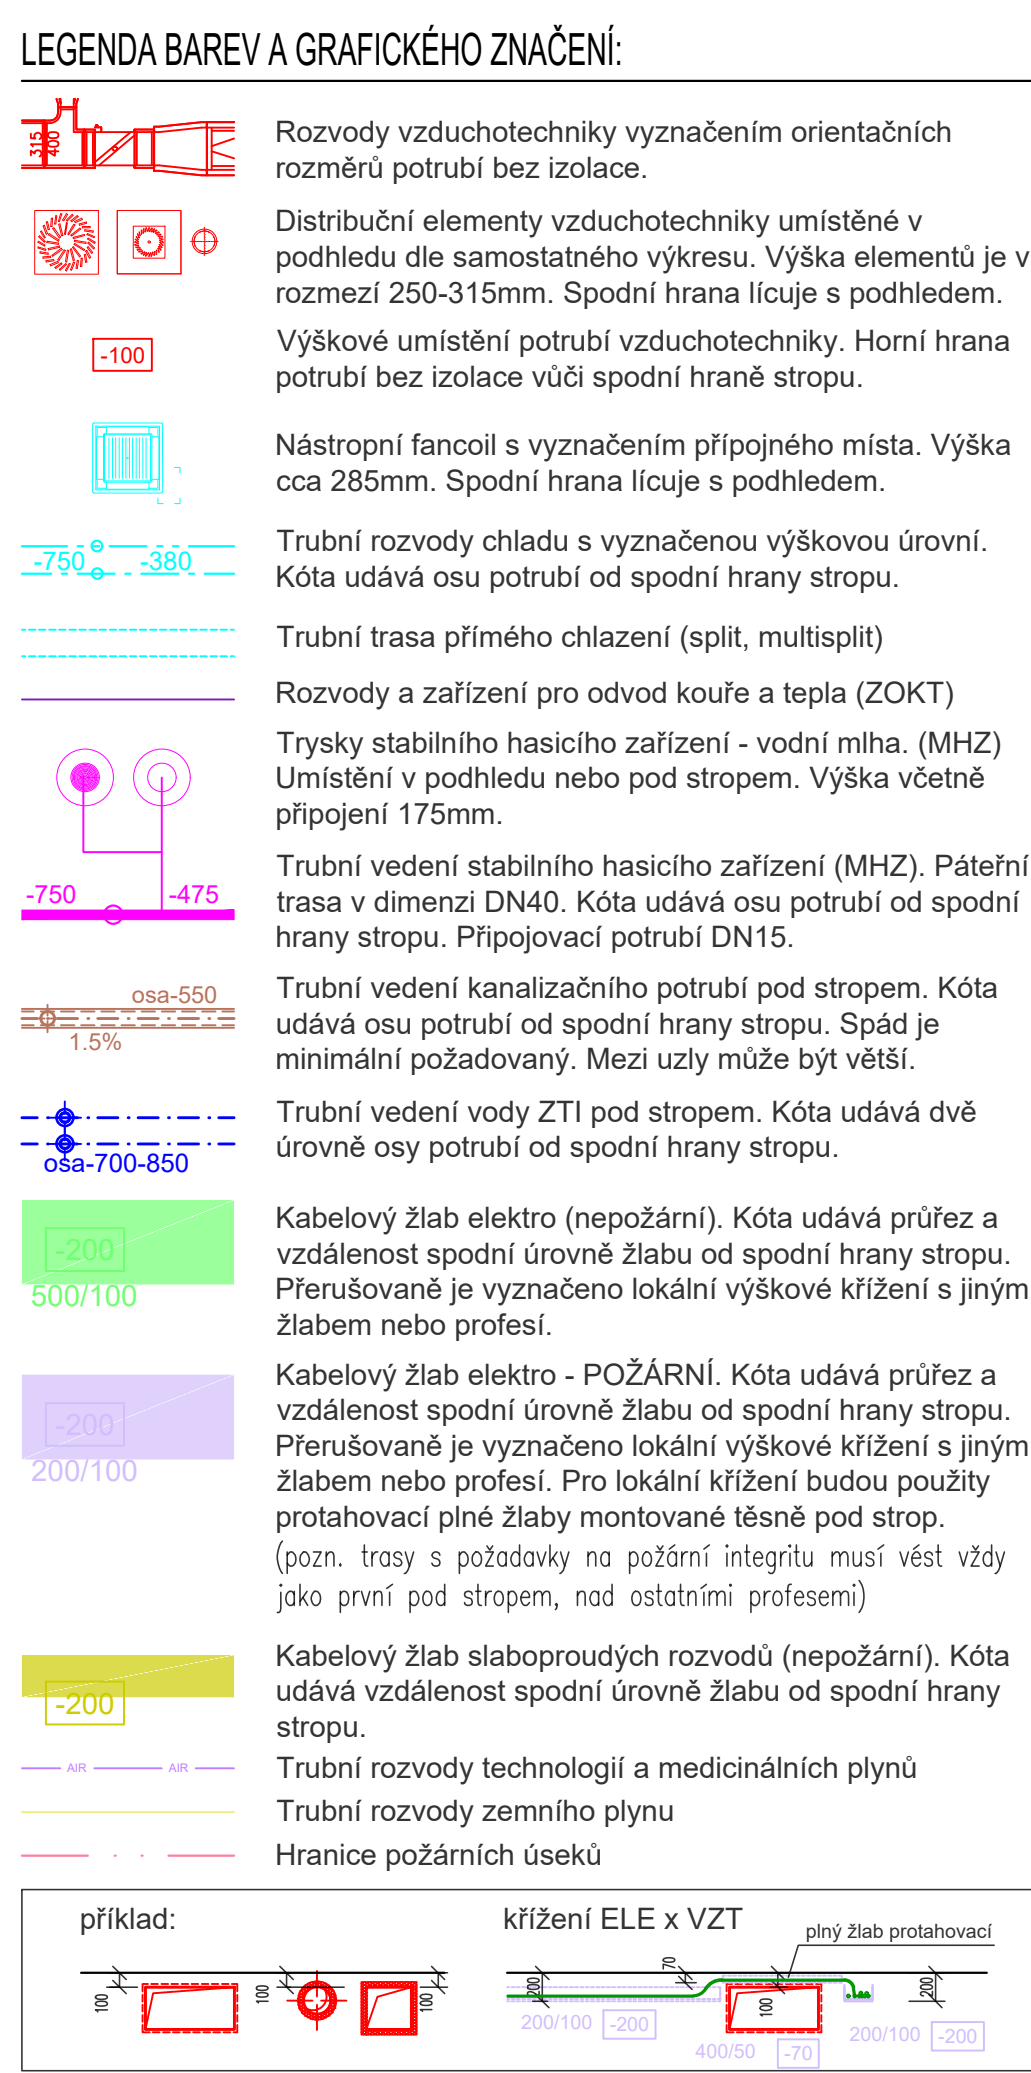 LEGENDA BAREV A GRAFICKÉHO ZNAČENÍ:
315
400
Rozvody vzduchotechniky vyznačením orientačních
rozměrů potrubí bez izolace.
Distribuční elementy vzduchotechniky umístěné v
podhledu dle samostatného výkresu. Výška elementů je v
rozmezí 250-315mm. Spodní hrana lícuje s podhledem.
-100
Výškové umístění potrubí vzduchotechniky. Horní hrana
potrubí bez izolace vůči spodní hraně stropu.
Nástropní fancoil s vyznačením přípojného místa. Výška
cca 285mm. Spodní hrana lícuje s podhledem.
-750 -380
Trubní rozvody chladu s vyznačenou výškovou úrovní.
Kóta udává osu potrubí od spodní hrany stropu.
Trubní trasa přímého chlazení (split, multisplit)
Rozvody a zařízení pro odvod kouře a tepla (ZOKT)
Trysky stabilního hasicího zařízení - vodní mlha. (MHZ)
Umístění v podhledu nebo pod stropem. Výška včetně
připojení 175mm.
-750 -475
Trubní vedení stabilního hasicího zařízení (MHZ). Páteřní
trasa v dimenzi DN40. Kóta udává osu potrubí od spodní
hrany stropu. Připojovací potrubí DN15.
osa-550
1.5%
Trubní vedení kanalizačního potrubí pod stropem. Kóta
udává osu potrubí od spodní hrany stropu. Spád je
minimální požadovaný. Mezi uzly může být větší.
osa-700-850
Trubní vedení vody ZTI pod stropem. Kóta udává dvě
úrovně osy potrubí od spodní hrany stropu.
-200
500/100
Kabelový žlab elektro (nepožární). Kóta udává průřez a
vzdálenost spodní úrovně žlabu od spodní hrany stropu.
Přerušovaně je vyznačeno lokální výškové křížení s jiným
žlabem nebo profesí.
-200
200/100
Kabelový žlab elektro - POŽÁRNÍ. Kóta udává průřez a
vzdálenost spodní úrovně žlabu od spodní hrany stropu.
Přerušovaně je vyznačeno lokální výškové křížení s jiným
žlabem nebo profesí. Pro lokální křížení budou použity
protahovací plné žlaby montované těsně pod strop.
(pozn. trasy s požadavky na požární integritu musí vést vždy
jako první pod stropem, nad ostatními profesemi)
-200
Kabelový žlab slaboproudých rozvodů (nepožární). Kóta
udává vzdálenost spodní úrovně žlabu od spodní hrany
stropu.
AIR AIR
Trubní rozvody technologií a medicinálních plynů
Trubní rozvody zemního plynu
Hranice požárních úseků
příklad:
100
100
100
křížení ELE x VZT
plný žlab protahovací
200
70
100
200
200/100 -200
400/50 -70
200/100 -200